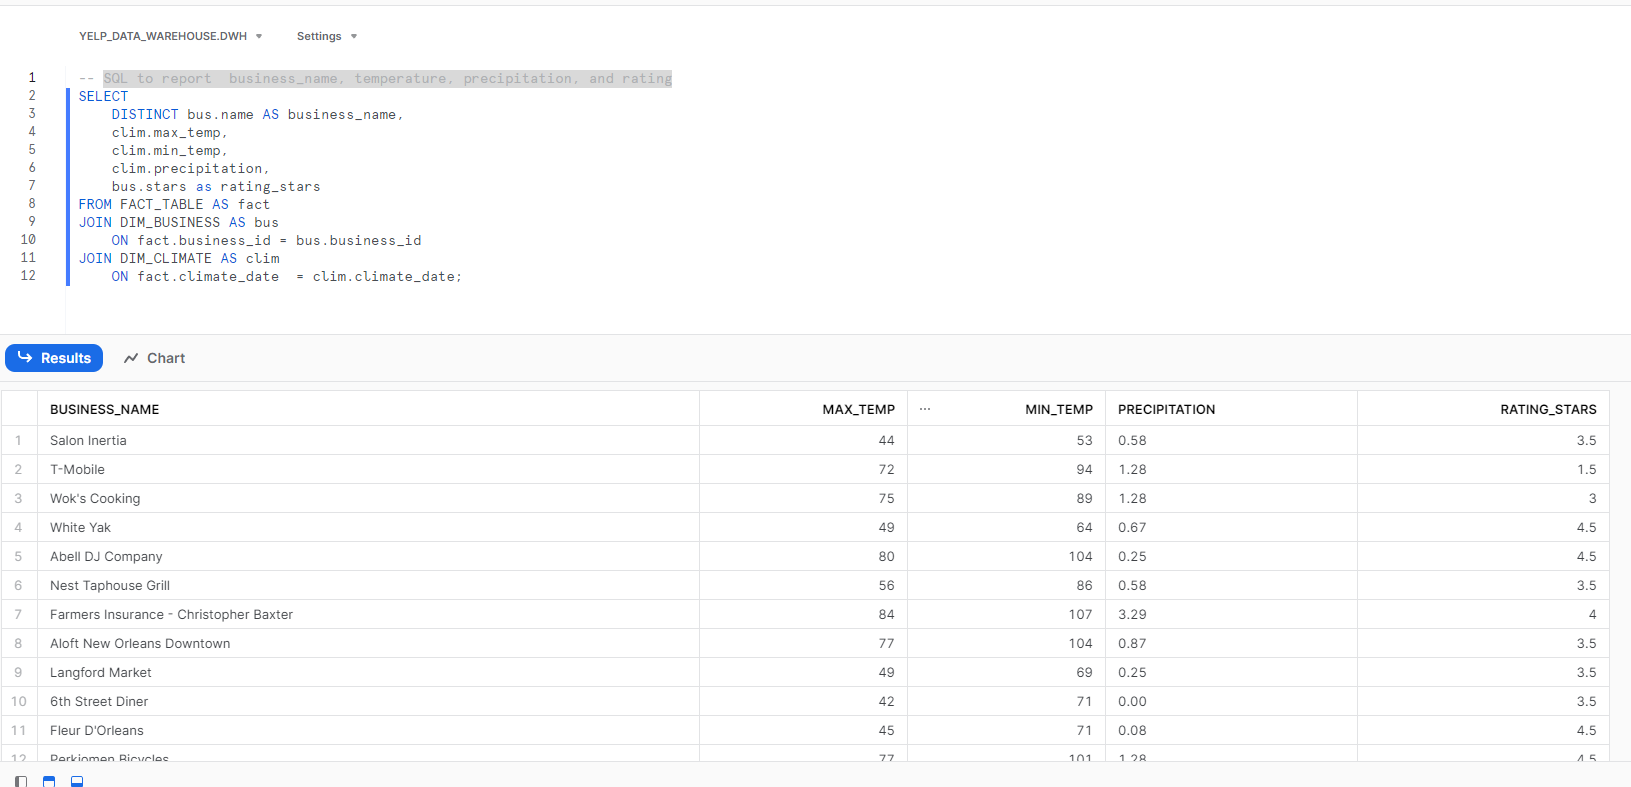 YELP_DATA_WAREHOUSE.DWH Settings
1 -- SQL to report  business_name, temperature, precipitation, and rating
2 SELECT
3     DISTINCT bus.name AS business_name,
4     clim.max_temp,
5     clim.min_temp,
6     clim.precipitation,
7     bus.stars as rating_stars
8 FROM FACT_TABLE AS fact
9 JOIN DIM_BUSINESS AS bus
10     ON fact.business_id = bus.business_id
11 JOIN DIM_CLIMATE AS clim
12     ON fact.climate_date  = clim.climate_date;
Results Chart
BUSINESS_NAME MAX_TEMP ... MIN_TEMP PRECIPITATION RATING_STARS
1 Salon Inertia 44 53 0.58 3.5
2 T-Mobile 72 94 1.28 1.5
3 Wok's Cooking 75 89 1.28 3
4 White Yak 49 64 0.67 4.5
5 Abell DJ Company 80 104 0.25 4.5
6 Nest Taphouse Grill 56 86 0.58 3.5
7 Farmers Insurance - Christopher Baxter 84 107 3.29 4
8 Aloft New Orleans Downtown 77 104 0.87 3.5
9 Langford Market 49 69 0.25 3.5
10 6th Street Diner 42 71 0.00 3.5
11 Fleur D'Orleans 45 71 0.08 4.5
12 Perkiomen Bicycles 77 101 1.28 4.5